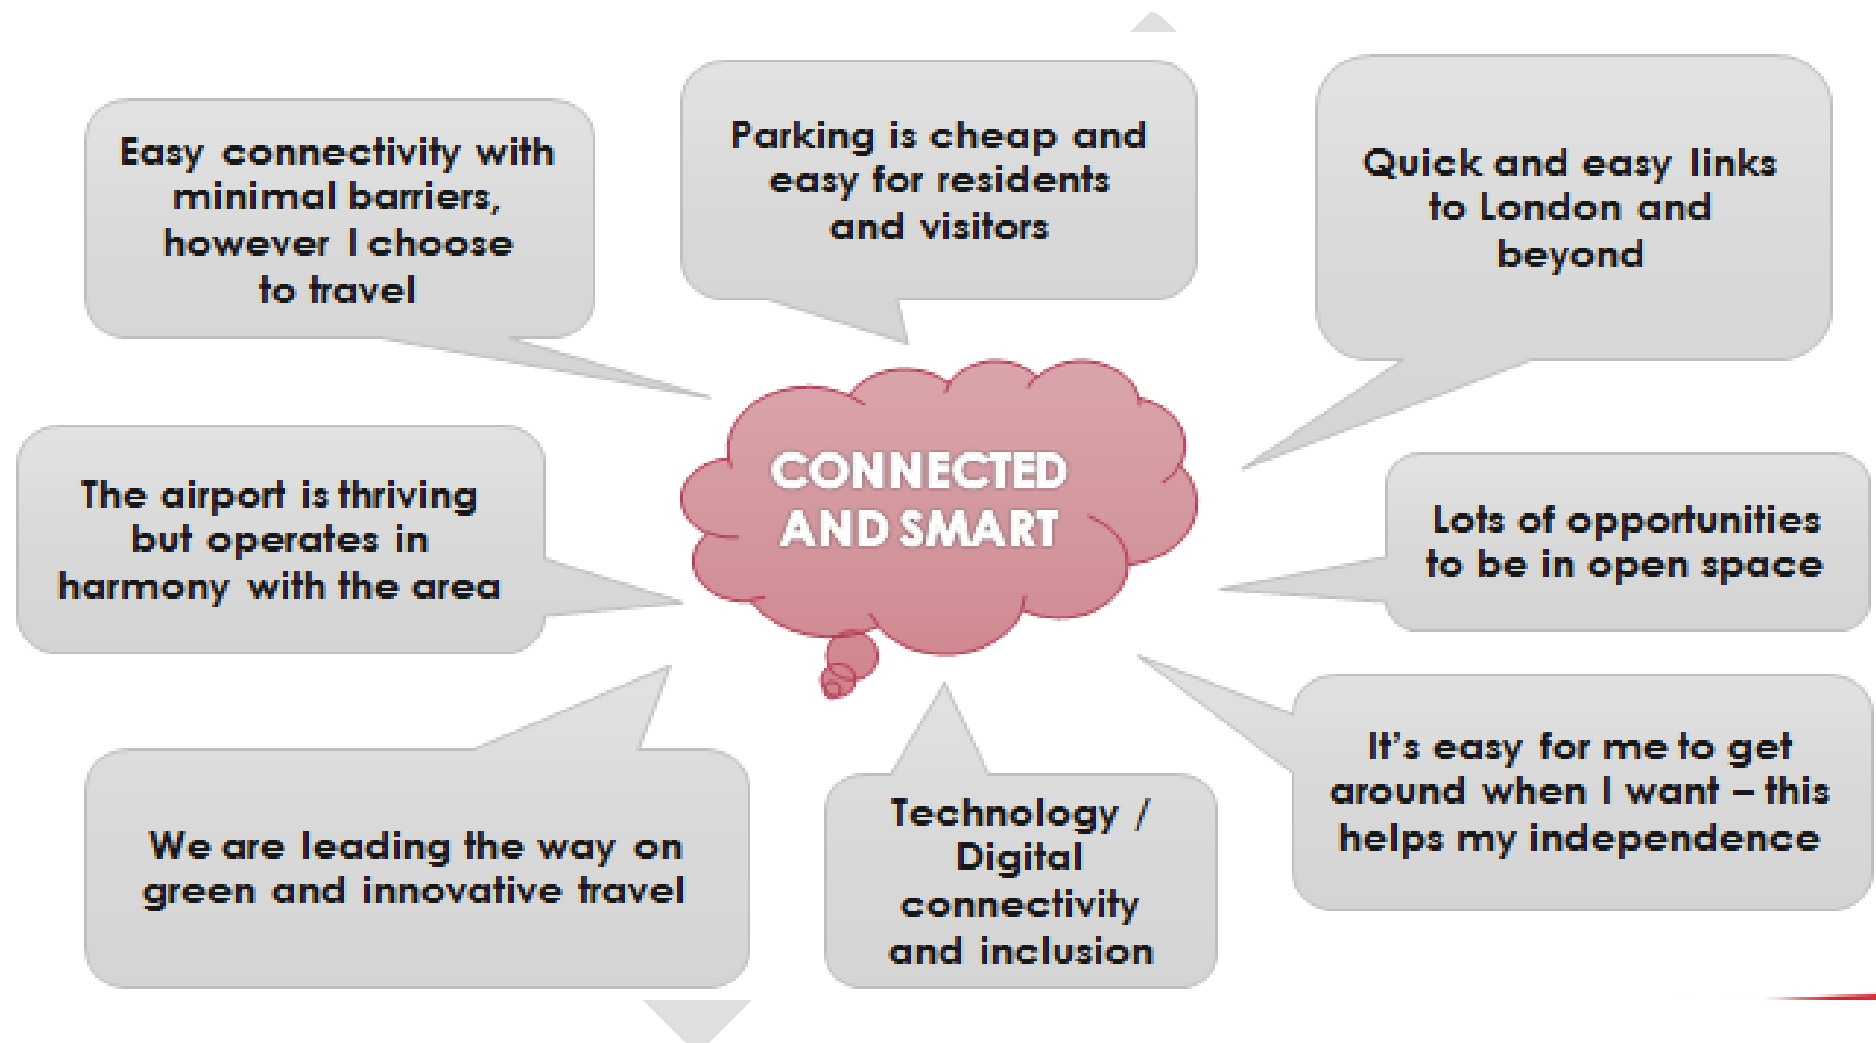 Easy connectivity with
minimal barriers,
however I choose
to travel
Parking is cheap and
easy for residents
and visitors
Quick and easy links
to London and
beyond
CONNECTED
AND SMART
The airport is thriving
but operates in
harmony with the area
Lots of opportunities
to be in open space
We are leading the way on
green and innovative travel
Technology /
Digital
connectivity
and inclusion
It's easy for me to get
around when I want – this
helps my independence